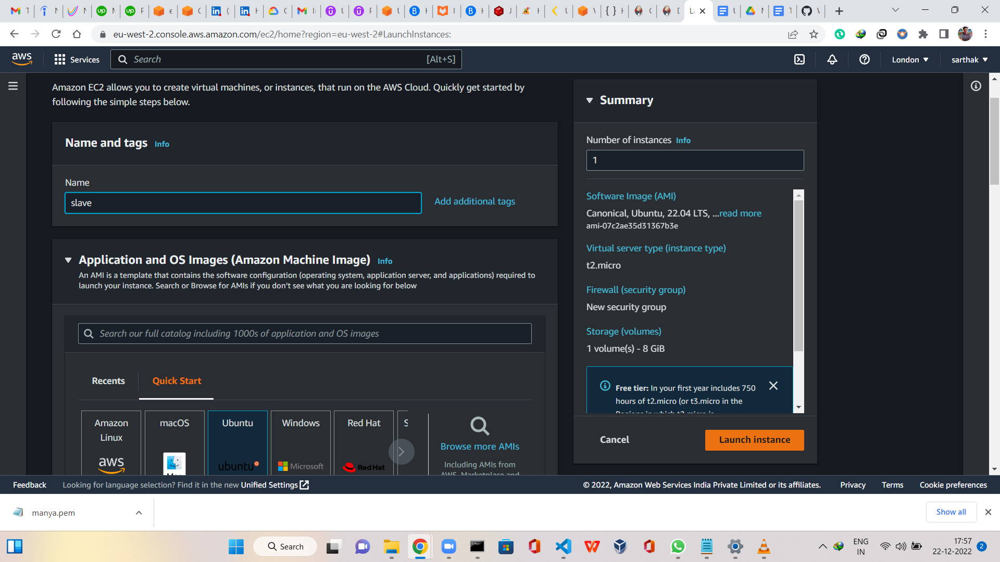 eu-west-2.console.aws.amazon.com/ec2/home?region=eu-west-2#LaunchInstances:
aws
Services
Search
[Alt+S]
London
sarthak
Amazon EC2 allows you to create virtual machines, or instances, that run on the AWS Cloud. Quickly get started by
following the simple steps below.
Name and tags Info
Name
slave
Add additional tags
Application and OS Images (Amazon Machine Image) Info
An AMI is a template that contains the software configuration (operating system, application server, and applications) required to
launch your instance. Search or Browse for AMIs if you don't see what you are looking for below
Search our full catalog including 1000s of application and OS images
Recents
Quick Start
Amazon
Linux
aws
macOS
Ubuntu
ubuntu
Windows
Microsoft
Red Hat
RedHat
S
Browse more AMIs
Including AMIs from
AWS, Marketplace and
Summary
Number of instances Info
1
Software Image (AMI)
Canonical, Ubuntu, 22.04 LTS, ...read more
ami-07c2ae35d31367b3e
Virtual server type (instance type)
t2.micro
Firewall (security group)
New security group
Storage (volumes)
1 volume(s) - 8 GiB
Free tier: In your first year includes 750
hours of t2.micro (or t3.micro in the
Regions in which t2.micro is
Cancel
Launch instance
Feedback
Looking for language selection? Find it in the new Unified Settings
© 2022, Amazon Web Services India Private Limited or its affiliates.
Privacy
Terms
Cookie preferences
manya.pem
Show all
Search
ENG
IN
17:57
22-12-2022
2